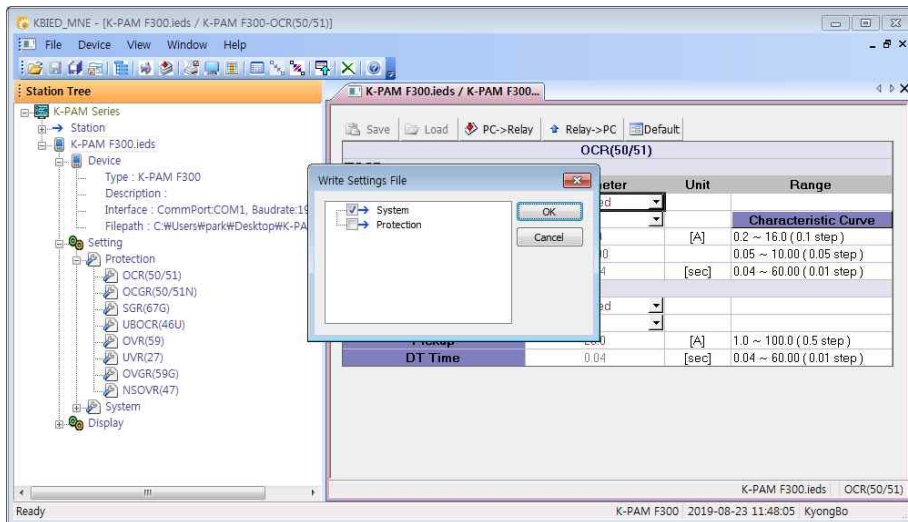 KBIED_MNE - [K-PAM F300.ieds / K-PAM F300-OCR(50/51)]
File Device View Window Help
Station Tree
K-PAM Series
Station
K-PAM F300.ieds
Device
Type : K-PAM F300
Description :
Interface : CommPort:COM1, Baudrate:19
Filepath : C:₩Users₩park₩Desktop₩K-PA
Setting
Protection
OCR(50/51)
OCGR(50/51N)
SGR(67G)
UBOCR(46U)
OVR(59)
UVR(27)
OVGR(59G)
NSOVR(47)
System
Display
K-PAM F300.ieds / K-PAM F300...
Save Load PC->Relay Relay->PC Default
OCR(50/51)
Unit Range
Characteristic Curve
[A] 0.2 ~ 16.0 ( 0.1 step )
0.05 ~ 10.00 ( 0.05 step )
[sec] 0.04 ~ 60.00 ( 0.01 step )
Pickup [A] 1.0 ~ 100.0 ( 0.5 step )
DT Time 0.04 [sec] 0.04 ~ 60.00 ( 0.01 step )
Write Settings File
System
Protection
OK
Cancel
K-PAM F300.ieds OCR(50/51)
Ready K-PAM F300 2019-08-23 11:48:05 KyongBo